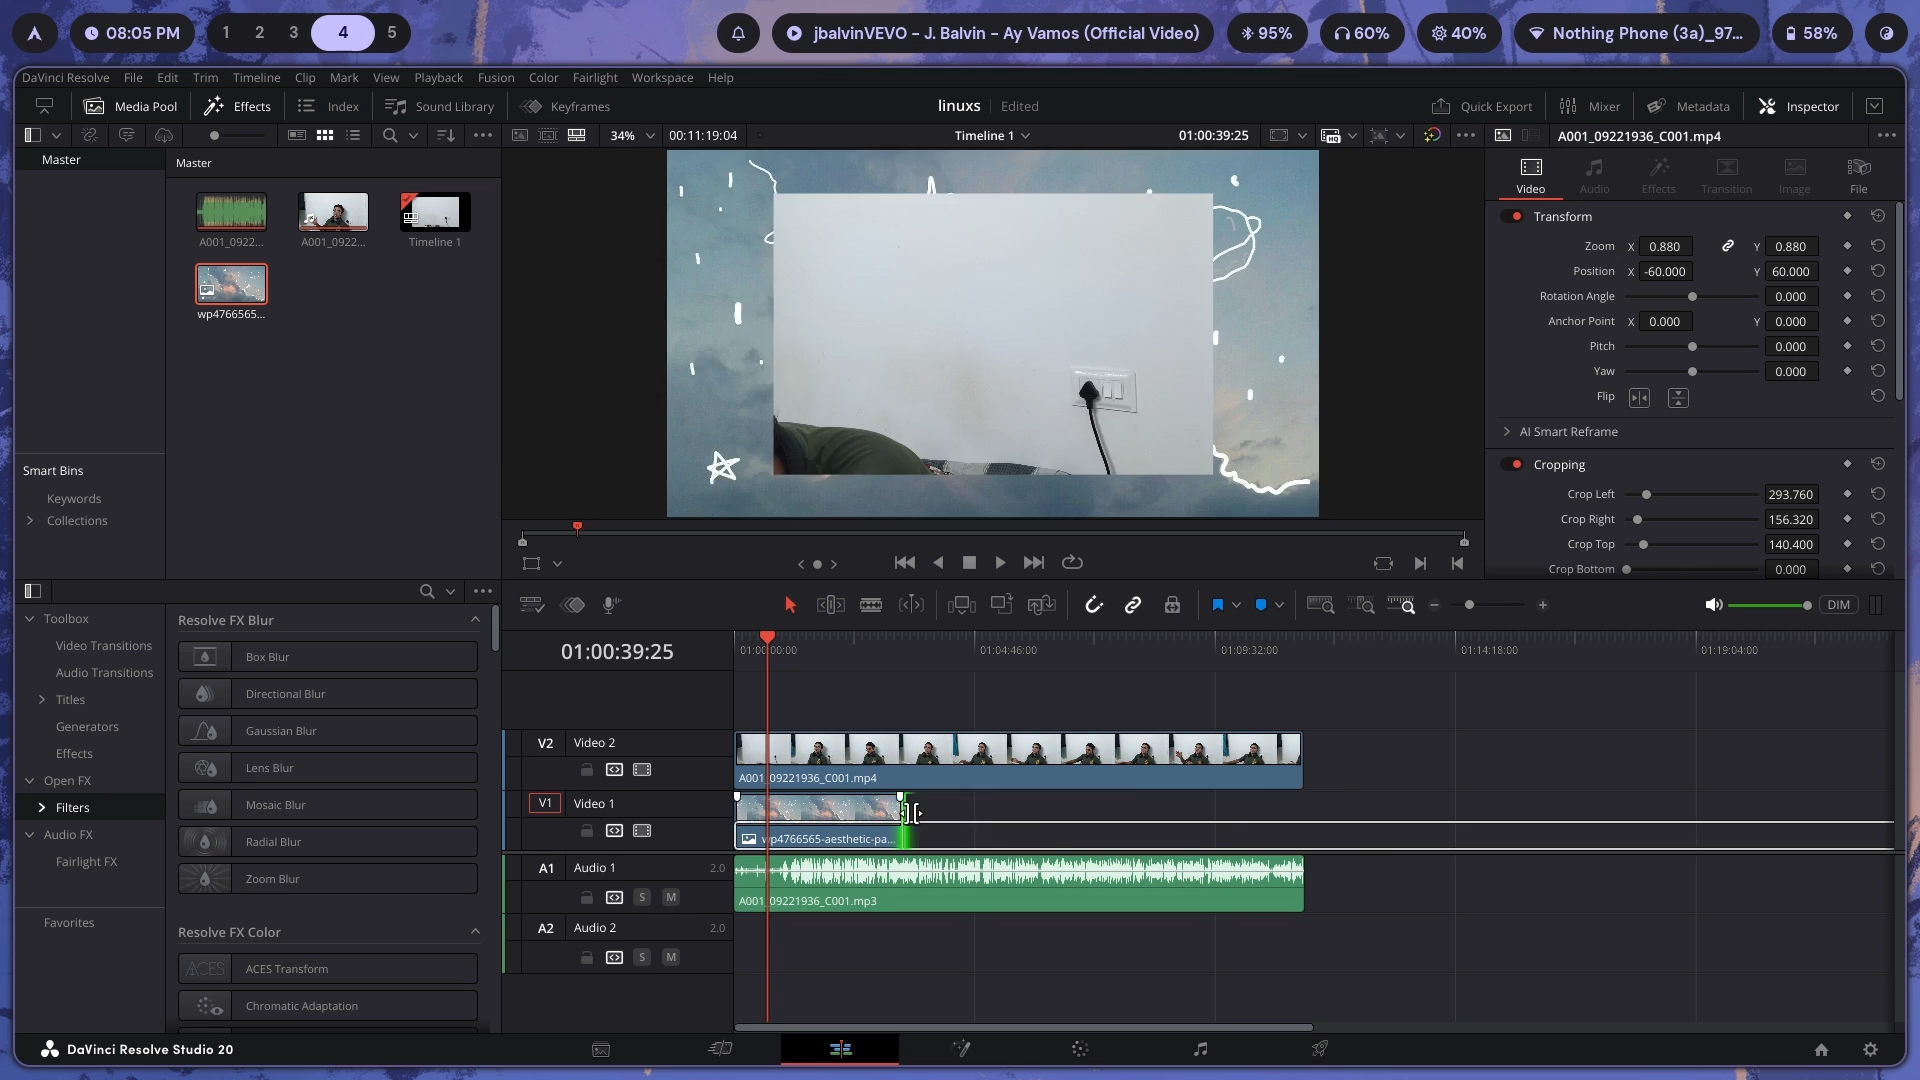 08:05 PM
1 2 3 4 5
jbalvinVEVO - J. Balvin - Ay Vamos (Official Video)
95%
60%
40%
Nothing Phone (3a)_97...
58%
DaVinci Resolve File Edit Trim Timeline Clip Mark View Playback Fusion Color Fairlight Workspace Help
Media Pool Effects Index Sound Library Keyframes
linuxs Edited
Quick Export Mixer Metadata Inspector
34% 00:11:19:04 Timeline 1 01:00:39:25 A001_09221936_C001.mp4
Master
Master
A001_0922... A001_0922... Timeline 1
wp4766565...
Smart Bins
Keywords
Collections
Video Audio Effects Transition Image File
Transform
Zoom X 0.880 Y 0.880
Position X -60.000 Y 60.000
Rotation Angle 0.000
Anchor Point X 0.000 Y 0.000
Pitch 0.000
Yaw 0.000
Flip
AI Smart Reframe
Cropping
Crop Left 293.760
Crop Right 156.320
Crop Top 140.400
Crop Bottom 0.000
Toolbox
Video Transitions
Audio Transitions
Titles
Generators
Effects
Open FX
Filters
Audio FX
Fairlight FX
Favorites
Resolve FX Blur
Box Blur
Directional Blur
Gaussian Blur
Lens Blur
Mosaic Blur
Radial Blur
Zoom Blur
Resolve FX Color
ACES ACES Transform
Chromatic Adaptation
DIM
01:00:39:25
01:00:00:00 01:04:46:00 01:09:32:00 01:14:18:00 01:19:04:00
V2 Video 2
A001_09221936_C001.mp4
V1 Video 1
wp4766565-aesthetic-pa...
A1 Audio 1 2.0
S M
A001_09221936_C001.mp3
A2 Audio 2 2.0
S M
DaVinci Resolve Studio 20